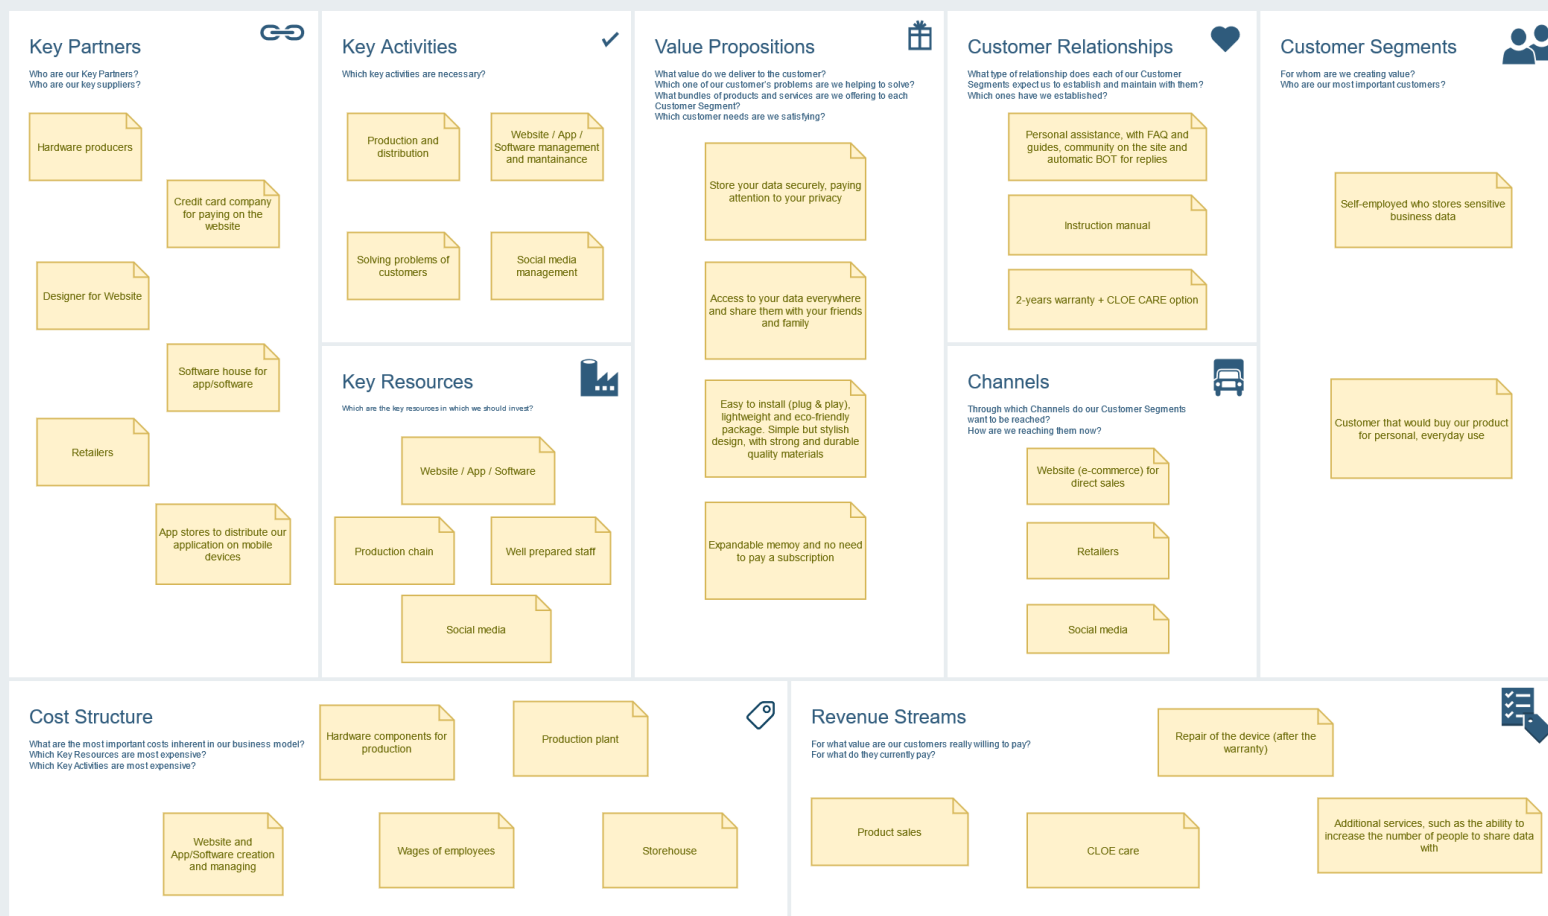 Key Partners
Who are our Key Partners?
Who are our key suppliers?
Hardware producers
Credit card company
for paying on the
website
Designer for Website
Software house for
app/software
Retailers
App stores to distribute our
application on mobile
devices
Key Activities
Which key activities are necessary?
Production and
distribution
Website / App /
Software management
and mantainance
Solving problems of
customers
Social media
management
Key Resources
Which are the key resources in which we should invest?
Website / App / Software
Production chain
Well prepared staff
Social media
Value Propositions
What value do we deliver to the customer?
Which one of our customer's problems are we helping to solve?
What bundles of products and services are we offering to each
Customer Segment?
Which customer needs are we satisfying?
Store your data securely, paying
attention to your privacy
Access to your data everywhere
and share them with your friends
and family
Easy to install (plug & play),
lightweight and eco-friendly
package. Simple but stylish
design, with strong and durable
quality materials
Expandable memoy and no need
to pay a subscription
Customer Relationships
What type of relationship does each of our Customer
Segments expect us to establish and maintain with them?
Which ones have we established?
Personal assistance, with FAQ and
guides, community on the site and
automatic BOT for replies
Instruction manual
2-years warranty + CLOE CARE option
Channels
Through which Channels do our Customer Segments
want to be reached?
How are we reaching them now?
Website (e-commerce) for
direct sales
Retailers
Social media
Customer Segments
For whom are we creating value?
Who are our most important customers?
Self-employed who stores sensitive
business data
Customer that would buy our product
for personal, everyday use
Cost Structure
What are the most important costs inherent in our business model?
Which Key Resources are most expensive?
Which Key Activities are most expensive?
Hardware components for
production
Production plant
Website and
App/Software creation
and managing
Wages of employees
Storehouse
Revenue Streams
For what value are our customers really willing to pay?
For what do they currently pay?
Repair of the device (after the
warranty)
Product sales
CLOE care
Additional services, such as the ability to
increase the number of people to share data
with